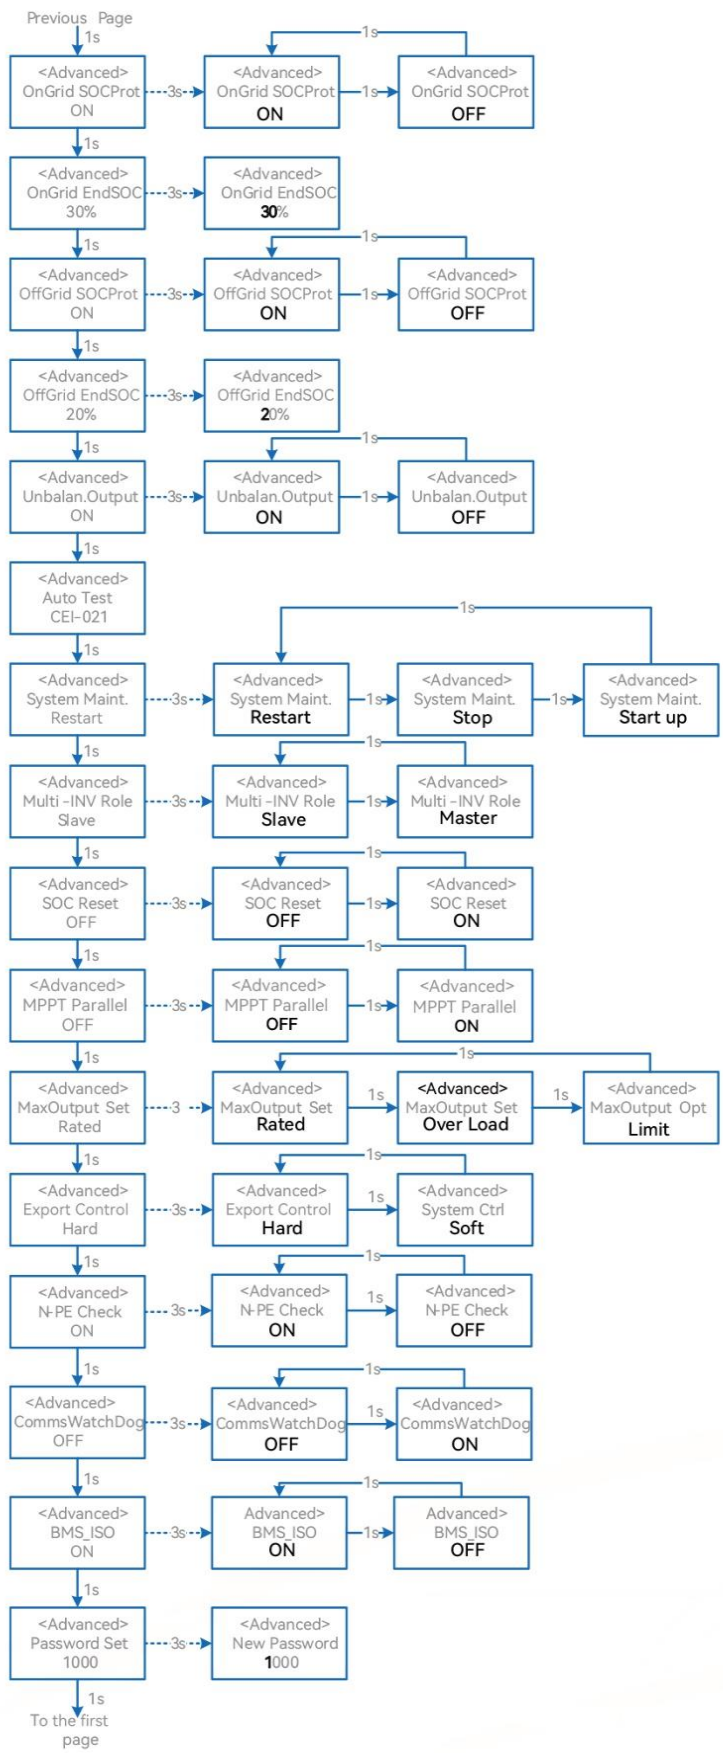 Previous Page
1s
1s
<Advanced>
OnGrid SOCProt
ON
3s
<Advanced>
OnGrid SOCProt
ON
1s
<Advanced>
OnGrid SOCProt
OFF
1s
<Advanced>
OnGrid EndSOC
30%
3s
<Advanced>
OnGrid EndSOC
30%
1s
1s
<Advanced>
OffGrid SOCProt
ON
3s
<Advanced>
OffGrid SOCProt
ON
1s
<Advanced>
OffGrid SOCProt
OFF
1s
<Advanced>
OffGrid EndSOC
20%
3s
<Advanced>
OffGrid EndSOC
20%
1s
1s
<Advanced>
Unbalan.Output
ON
3s
<Advanced>
Unbalan.Output
ON
1s
<Advanced>
Unbalan.Output
OFF
1s
<Advanced>
Auto Test
CEI-021
1s
1s
<Advanced>
System Maint.
Restart
3s
<Advanced>
System Maint.
Restart
1s
<Advanced>
System Maint.
Stop
1s
<Advanced>
System Maint.
Start up
1s
1s
<Advanced>
Multi -INV Role
Slave
3s
<Advanced>
Multi -INV Role
Slave
1s
<Advanced>
Multi -INV Role
Master
1s
1s
<Advanced>
SOC Reset
OFF
3s
<Advanced>
SOC Reset
OFF
1s
<Advanced>
SOC Reset
ON
1s
1s
<Advanced>
MPPT Parallel
OFF
3s
<Advanced>
MPPT Parallel
OFF
1s
<Advanced>
MPPT Parallel
ON
1s
1s
<Advanced>
MaxOutput Set
Rated
3
<Advanced>
MaxOutput Set
Rated
1s
<Advanced>
MaxOutput Set
Over Load
1s
<Advanced>
MaxOutput Opt
Limit
1s
1s
<Advanced>
Export Control
Hard
3s
<Advanced>
Export Control
Hard
1s
<Advanced>
System Ctrl
Soft
1s
1s
<Advanced>
N-PE Check
ON
3s
<Advanced>
N-PE Check
ON
1s
<Advanced>
N-PE Check
OFF
1s
1s
<Advanced>
CommsWatchDog
OFF
3s
<Advanced>
CommsWatchDog
OFF
1s
<Advanced>
CommsWatchDog
ON
1s
1s
<Advanced>
BMS_ISO
ON
3s
Advanced>
BMS_ISO
ON
1s
Advanced>
BMS_ISO
OFF
1s
<Advanced>
Password Set
1000
3s
<Advanced>
New Password
1000
1s
To the first
page